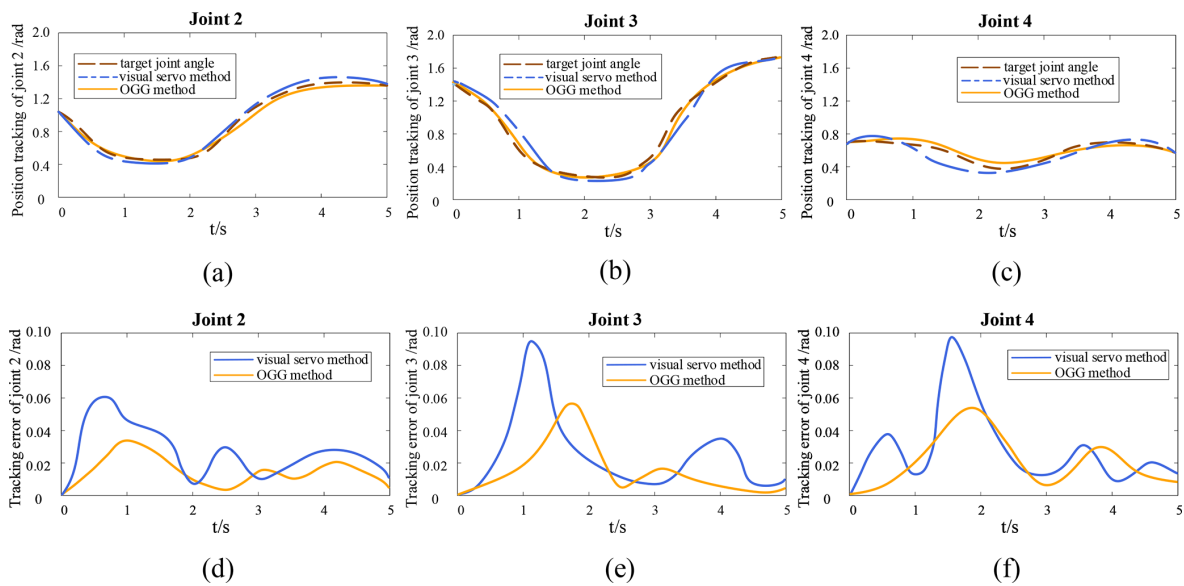 Joint 2
Position tracking of joint 2 /rad
2.0
1.6
1.2
0.8
0.4
0
target joint angle
visual servo method
OGG method
0 1 2 3 4 5
t/s
(a)
Joint 3
Position tracking of joint 3 /rad
2.0
1.6
1.2
0.8
0.4
0
target joint angle
visual servo method
OGG method
0 1 2 3 4 5
t/s
(b)
Joint 4
Position tracking of joint 4 /rad
2.0
1.6
1.2
0.8
0.4
0
target joint angle
visual servo method
OGG method
0 1 2 3 4 5
t/s
(c)
Joint 2
Tracking error of joint 2 /rad
0.10
0.08
0.06
0.04
0.02
0
visual servo method
OGG method
0 1 2 3 4 5
t/s
(d)
Joint 3
Tracking error of joint 3 /rad
0.10
0.08
0.06
0.04
0.02
0
visual servo method
OGG method
0 1 2 3 4 5
t/s
(e)
Joint 4
Tracking error of joint 4 /rad
0.10
0.08
0.06
0.04
0.02
0
visual servo method
OGG method
0 1 2 3 4 5
t/s
(f)